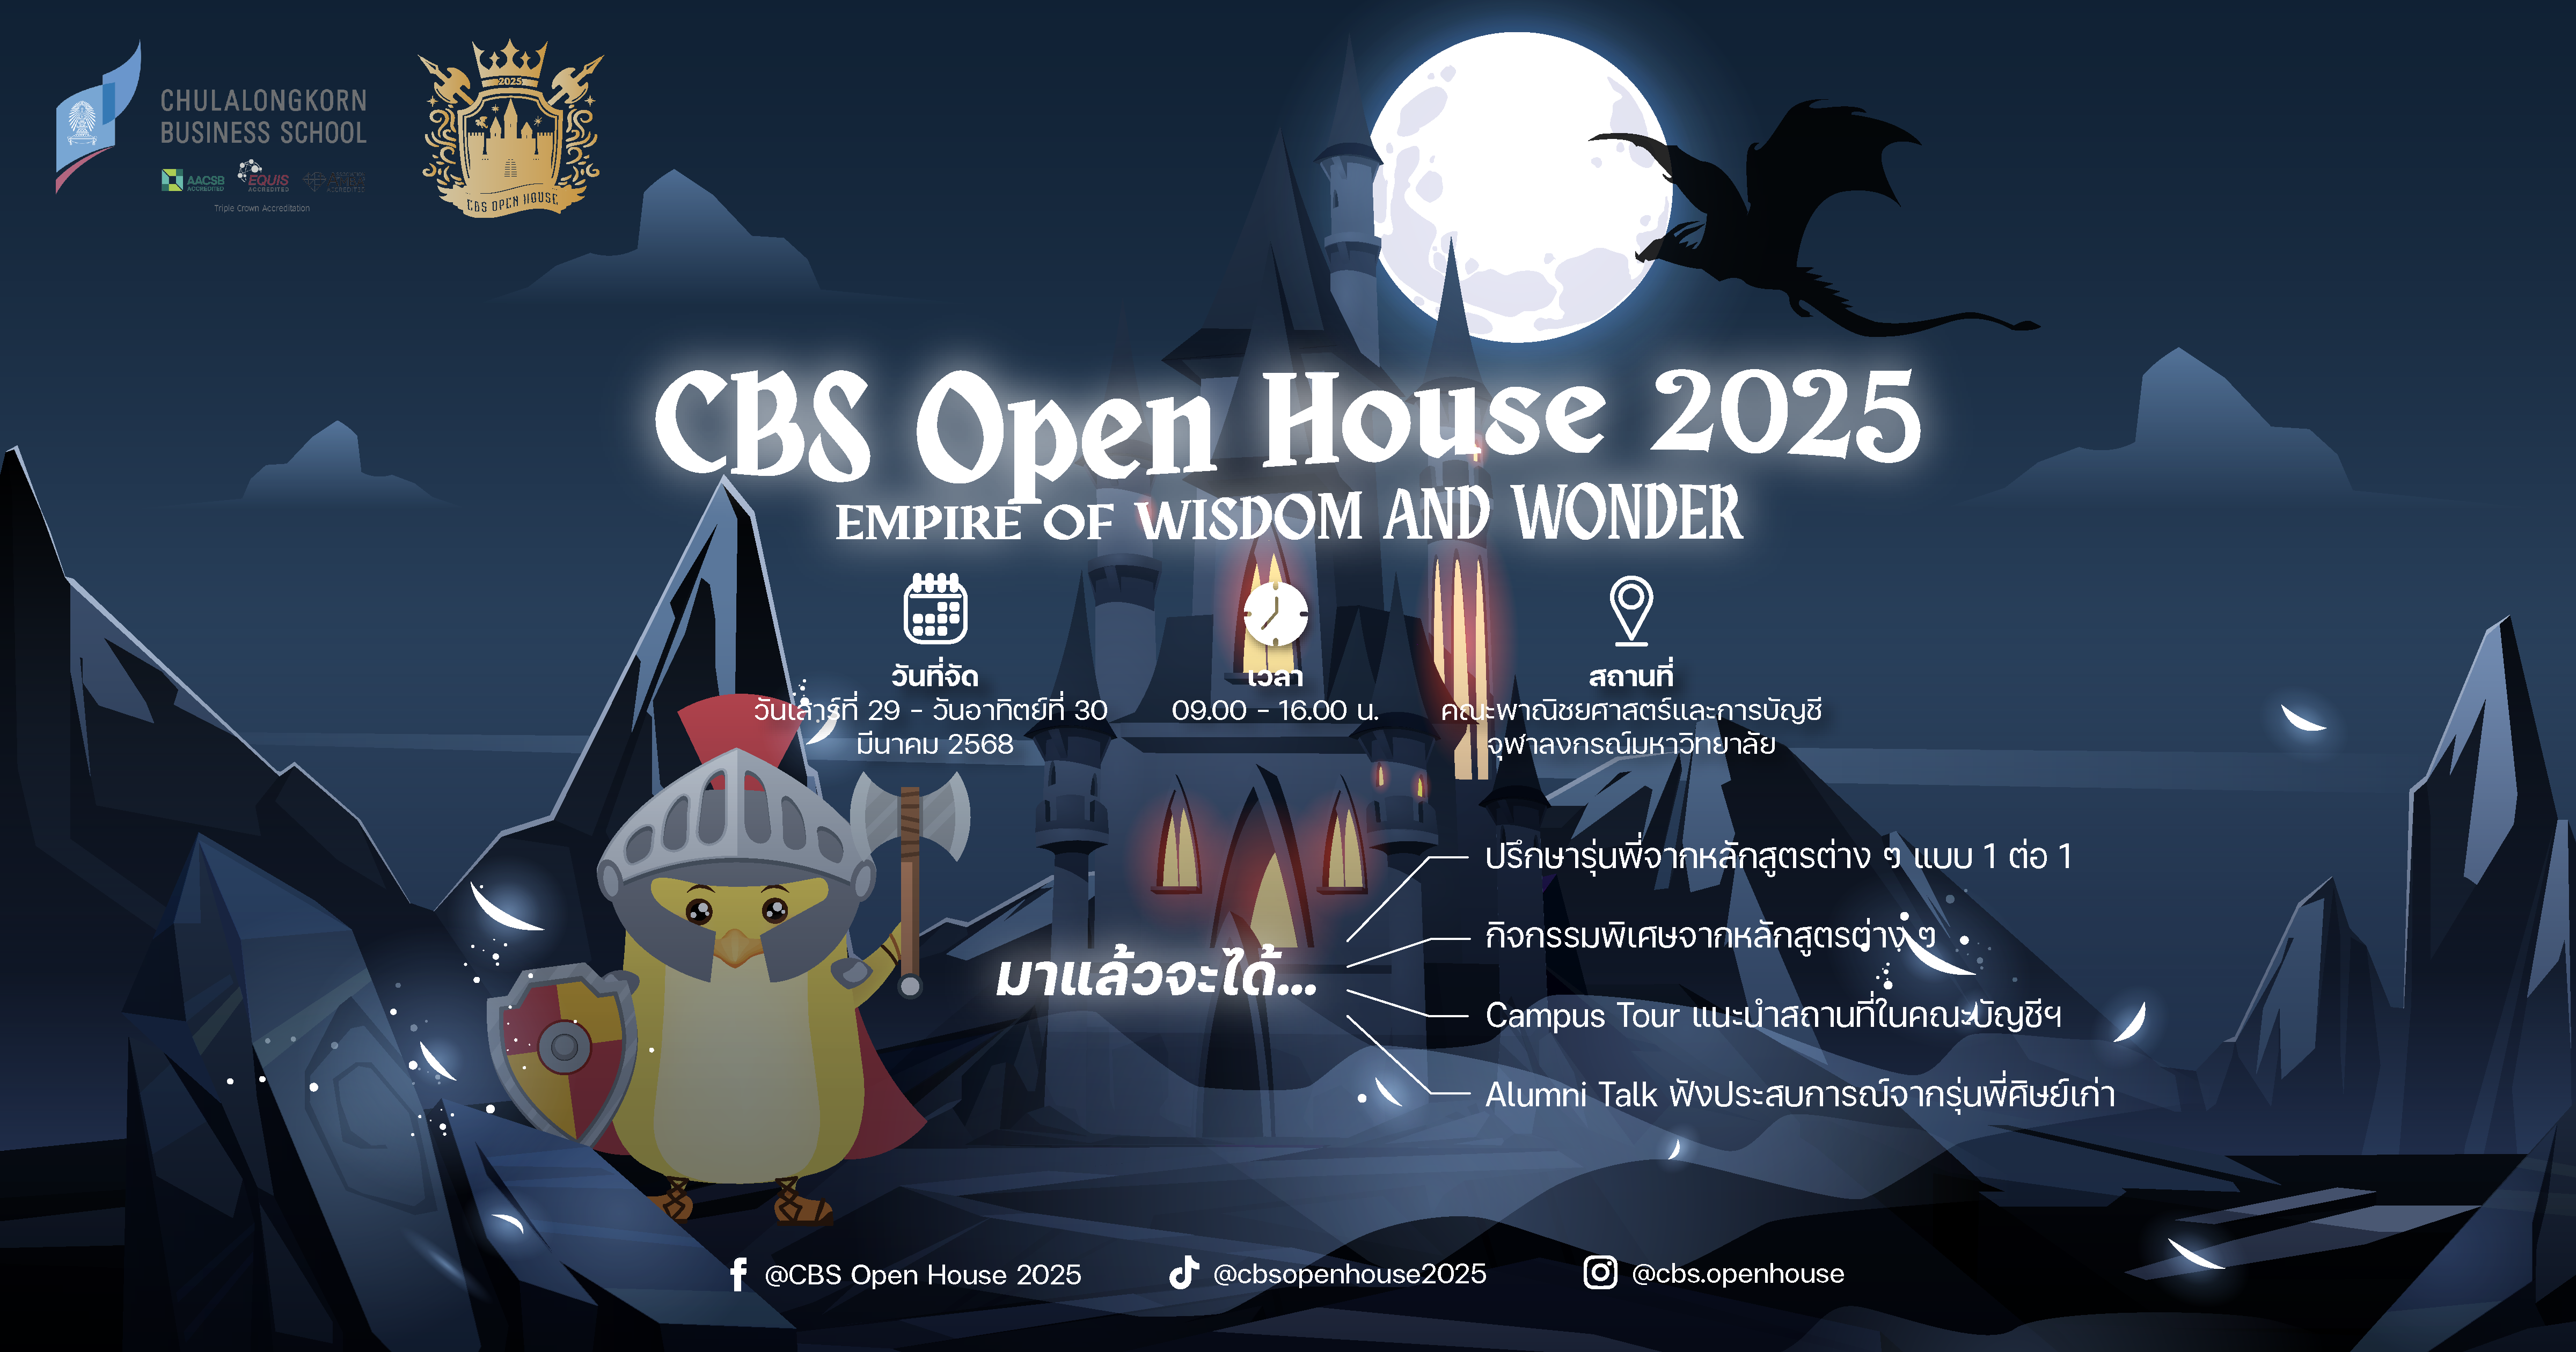 CHULALONGKORN
BUSINESS SCHOOL
AACSB
ACCREDITED
EQUIS
ACCREDITED
ACCREDITED
Triple Crown Accreditation
2025
CBS OPEN HOUSE
CBS Open House 2025
EMPIRE OF WISDOM AND WONDER
วันที่จัด
วันเสาร์ที่ 29 - วันอาทิตย์ที่ 30
มีนาคม 2568
เวลา
09.00 - 16.00 น.
สถานที่
คณะพาณิชยศาสตร์และการบัญชี
จุฬาลงกรณ์มหาวิทยาลัย
มาแล้วจะได้...
ปรึกษารุ่นพี่จากหลักสูตรต่าง ๆ แบบ 1 ต่อ 1
กิจกรรมพิเศษจากหลักสูตรต่าง ๆ
Campus Tour แนะนำสถานที่ในคณะบัญชีฯ
Alumni Talk ฟังประสบการณ์จากรุ่นพี่ศิษย์เก่า
@CBS Open House 2025
@cbsopenhouse2025
@cbs.openhouse